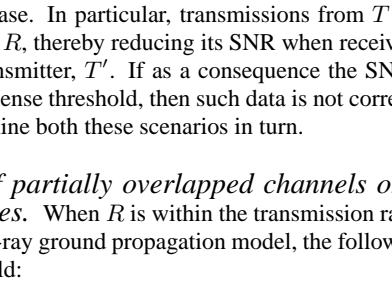 ase. In particular, transmissions from T
R, thereby reducing its SNR when receiv
nsmitter, T′. If as a consequence the SN
ense threshold, then such data is not corre
ine both these scenarios in turn.
f partially overlapped channels o
es. When R is within the transmission ra
-ray ground propagation model, the follow
ld: